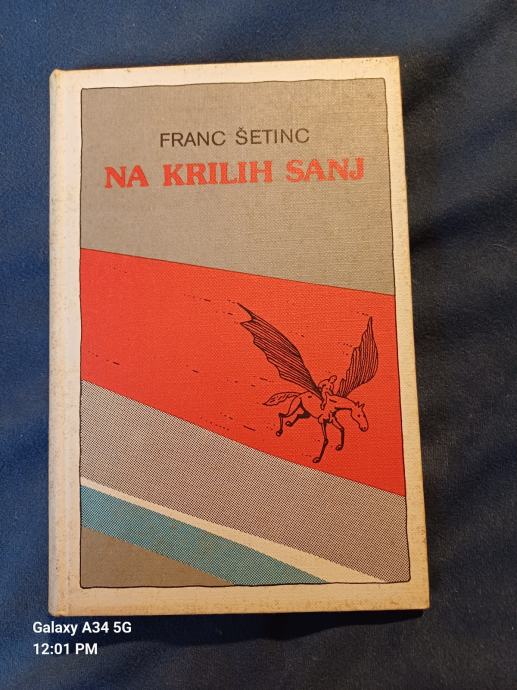 FRANC ŠETINC
NA KRILIH SANJ
Galaxy A34 5G
12:01 PM